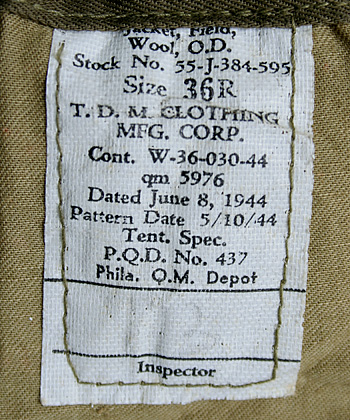 Jacket, Field,
Wool, O.D.
Stock No. 55-J-384-595
Size 36R
T. D. M. CLOTHING
MFG. CORP.
Cont. W-36-030-44
qm 5976
Dated June 8, 1944
Pattern Date 5/10/44
Tent. Spec.
P.Q.D. No. 437
Phila. Q.M. Depot
Inspector